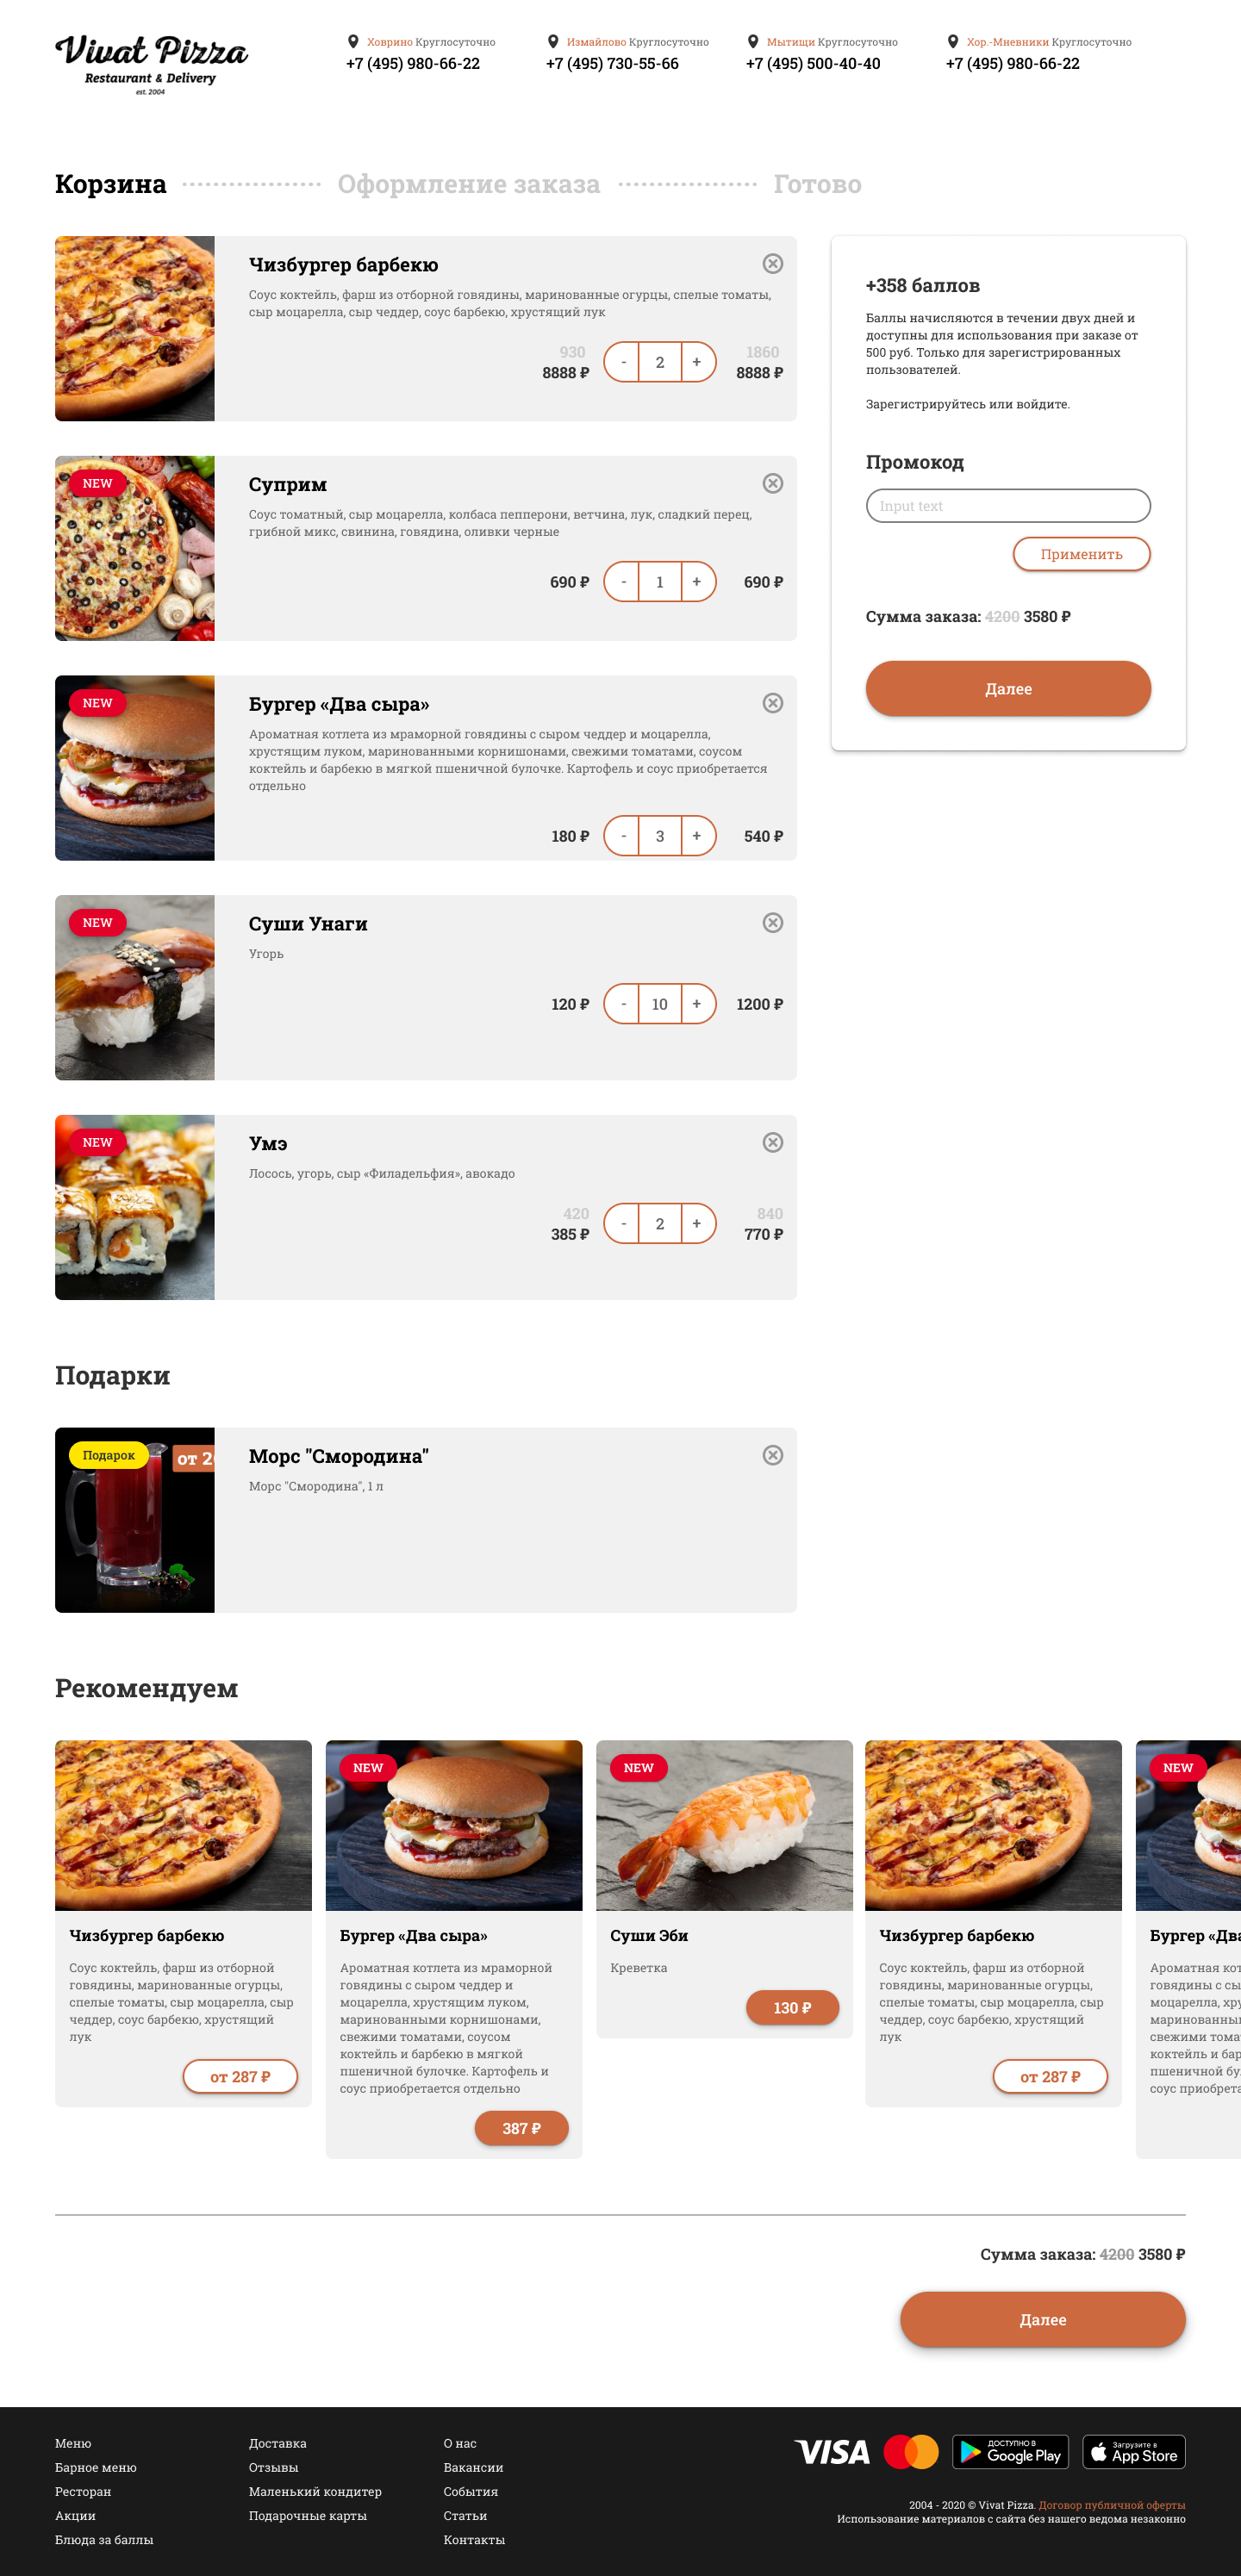 Vivat Pizza
Restaurant & Delivery
est. 2004
Ховрино Круглосуточно
+7 (495) 980-66-22
Измайлово Круглосуточно
+7 (495) 730-55-66
Мытищи Круглосуточно
+7 (495) 500-40-40
Хор.-Мневники Круглосуточно
+7 (495) 980-66-22
Корзина
Оформление заказа
Готово
Чизбургер барбекю
Соус коктейль, фарш из отборной говядины, маринованные огурцы, спелые томаты,
сыр моцарелла, сыр чеддер, соус барбекю, хрустящий лук
930
8888 ₽
- 2 +
1860
8888 ₽
NEW
Суприм
Соус томатный, сыр моцарелла, колбаса пепперони, ветчина, лук, сладкий перец,
грибной микс, свинина, говядина, оливки черные
690 ₽ - 1 + 690 ₽
NEW
Бургер «Два сыра»
Ароматная котлета из мраморной говядины с сыром чеддер и моцарелла,
хрустящим луком, маринованными корнишонами, свежими томатами, соусом
коктейль и барбекю в мягкой пшеничной булочке. Картофель и соус приобретается
отдельно
180 ₽ - 3 + 540 ₽
NEW
Суши Унаги
Угорь
120 ₽ - 10 + 1200 ₽
NEW
Умэ
Лосось, угорь, сыр «Филадельфия», авокадо
420
385 ₽
- 2 +
840
770 ₽
+358 баллов
Баллы начисляются в течении двух дней и
доступны для использования при заказе от
500 руб. Только для зарегистрированных
пользователей.
Зарегистрируйтесь или войдите.
Промокод
Input text
Применить
Сумма заказа: 4200 3580 ₽
Далее
Подарки
Подарок
от 2
Морс "Смородина"
Морс "Смородина", 1 л
Рекомендуем
Чизбургер барбекю
Соус коктейль, фарш из отборной
говядины, маринованные огурцы,
спелые томаты, сыр моцарелла, сыр
чеддер, соус барбекю, хрустящий
лук
от 287 ₽
NEW
Бургер «Два сыра»
Ароматная котлета из мраморной
говядины с сыром чеддер и
моцарелла, хрустящим луком,
маринованными корнишонами,
свежими томатами, соусом
коктейль и барбекю в мягкой
пшеничной булочке. Картофель и
соус приобретается отдельно
387 ₽
NEW
Суши Эби
Креветка
130 ₽
Чизбургер барбекю
Соус коктейль, фарш из отборной
говядины, маринованные огурцы,
спелые томаты, сыр моцарелла, сыр
чеддер, соус барбекю, хрустящий
лук
от 287 ₽
NEW
Бургер «Два
Ароматная кот
говядины с сы
моцарелла, хру
маринованны
свежими тома
коктейль и бар
пшеничной бу
соус приобрета
Сумма заказа: 4200 3580 ₽
Далее
Меню
Барное меню
Ресторан
Акции
Блюда за баллы
Доставка
Отзывы
Маленький кондитер
Подарочные карты
О нас
Вакансии
События
Статьи
Контакты
VISA
ДОСТУПНО В
Google Play
Загрузите в
App Store
2004 - 2020 © Vivat Pizza. Договор публичной оферты
Использование материалов с сайта без нашего ведома незаконно